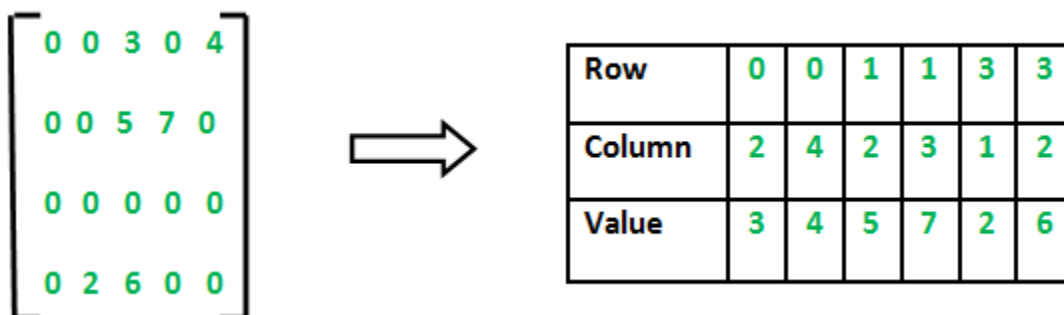 0 0 3 0 4
0 0 5 7 0
0 0 0 0 0
0 2 6 0 0
Row 0 0 1 1 3 3
Column 2 4 2 3 1 2
Value 3 4 5 7 2 6